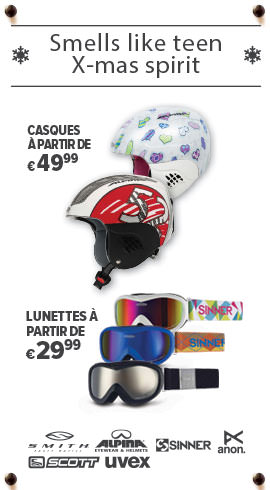 Smells like teen
X-mas spirit
CASQUES
À PARTIR DE
€49⁹⁹
ALPINA
LUNETTES À
PARTIR DE
€29⁹⁹
SINNER
SINNER
SMITH
ALPINA
EYEWEAR & HELMETS
SINNER
anon.
SCOTT
uvex